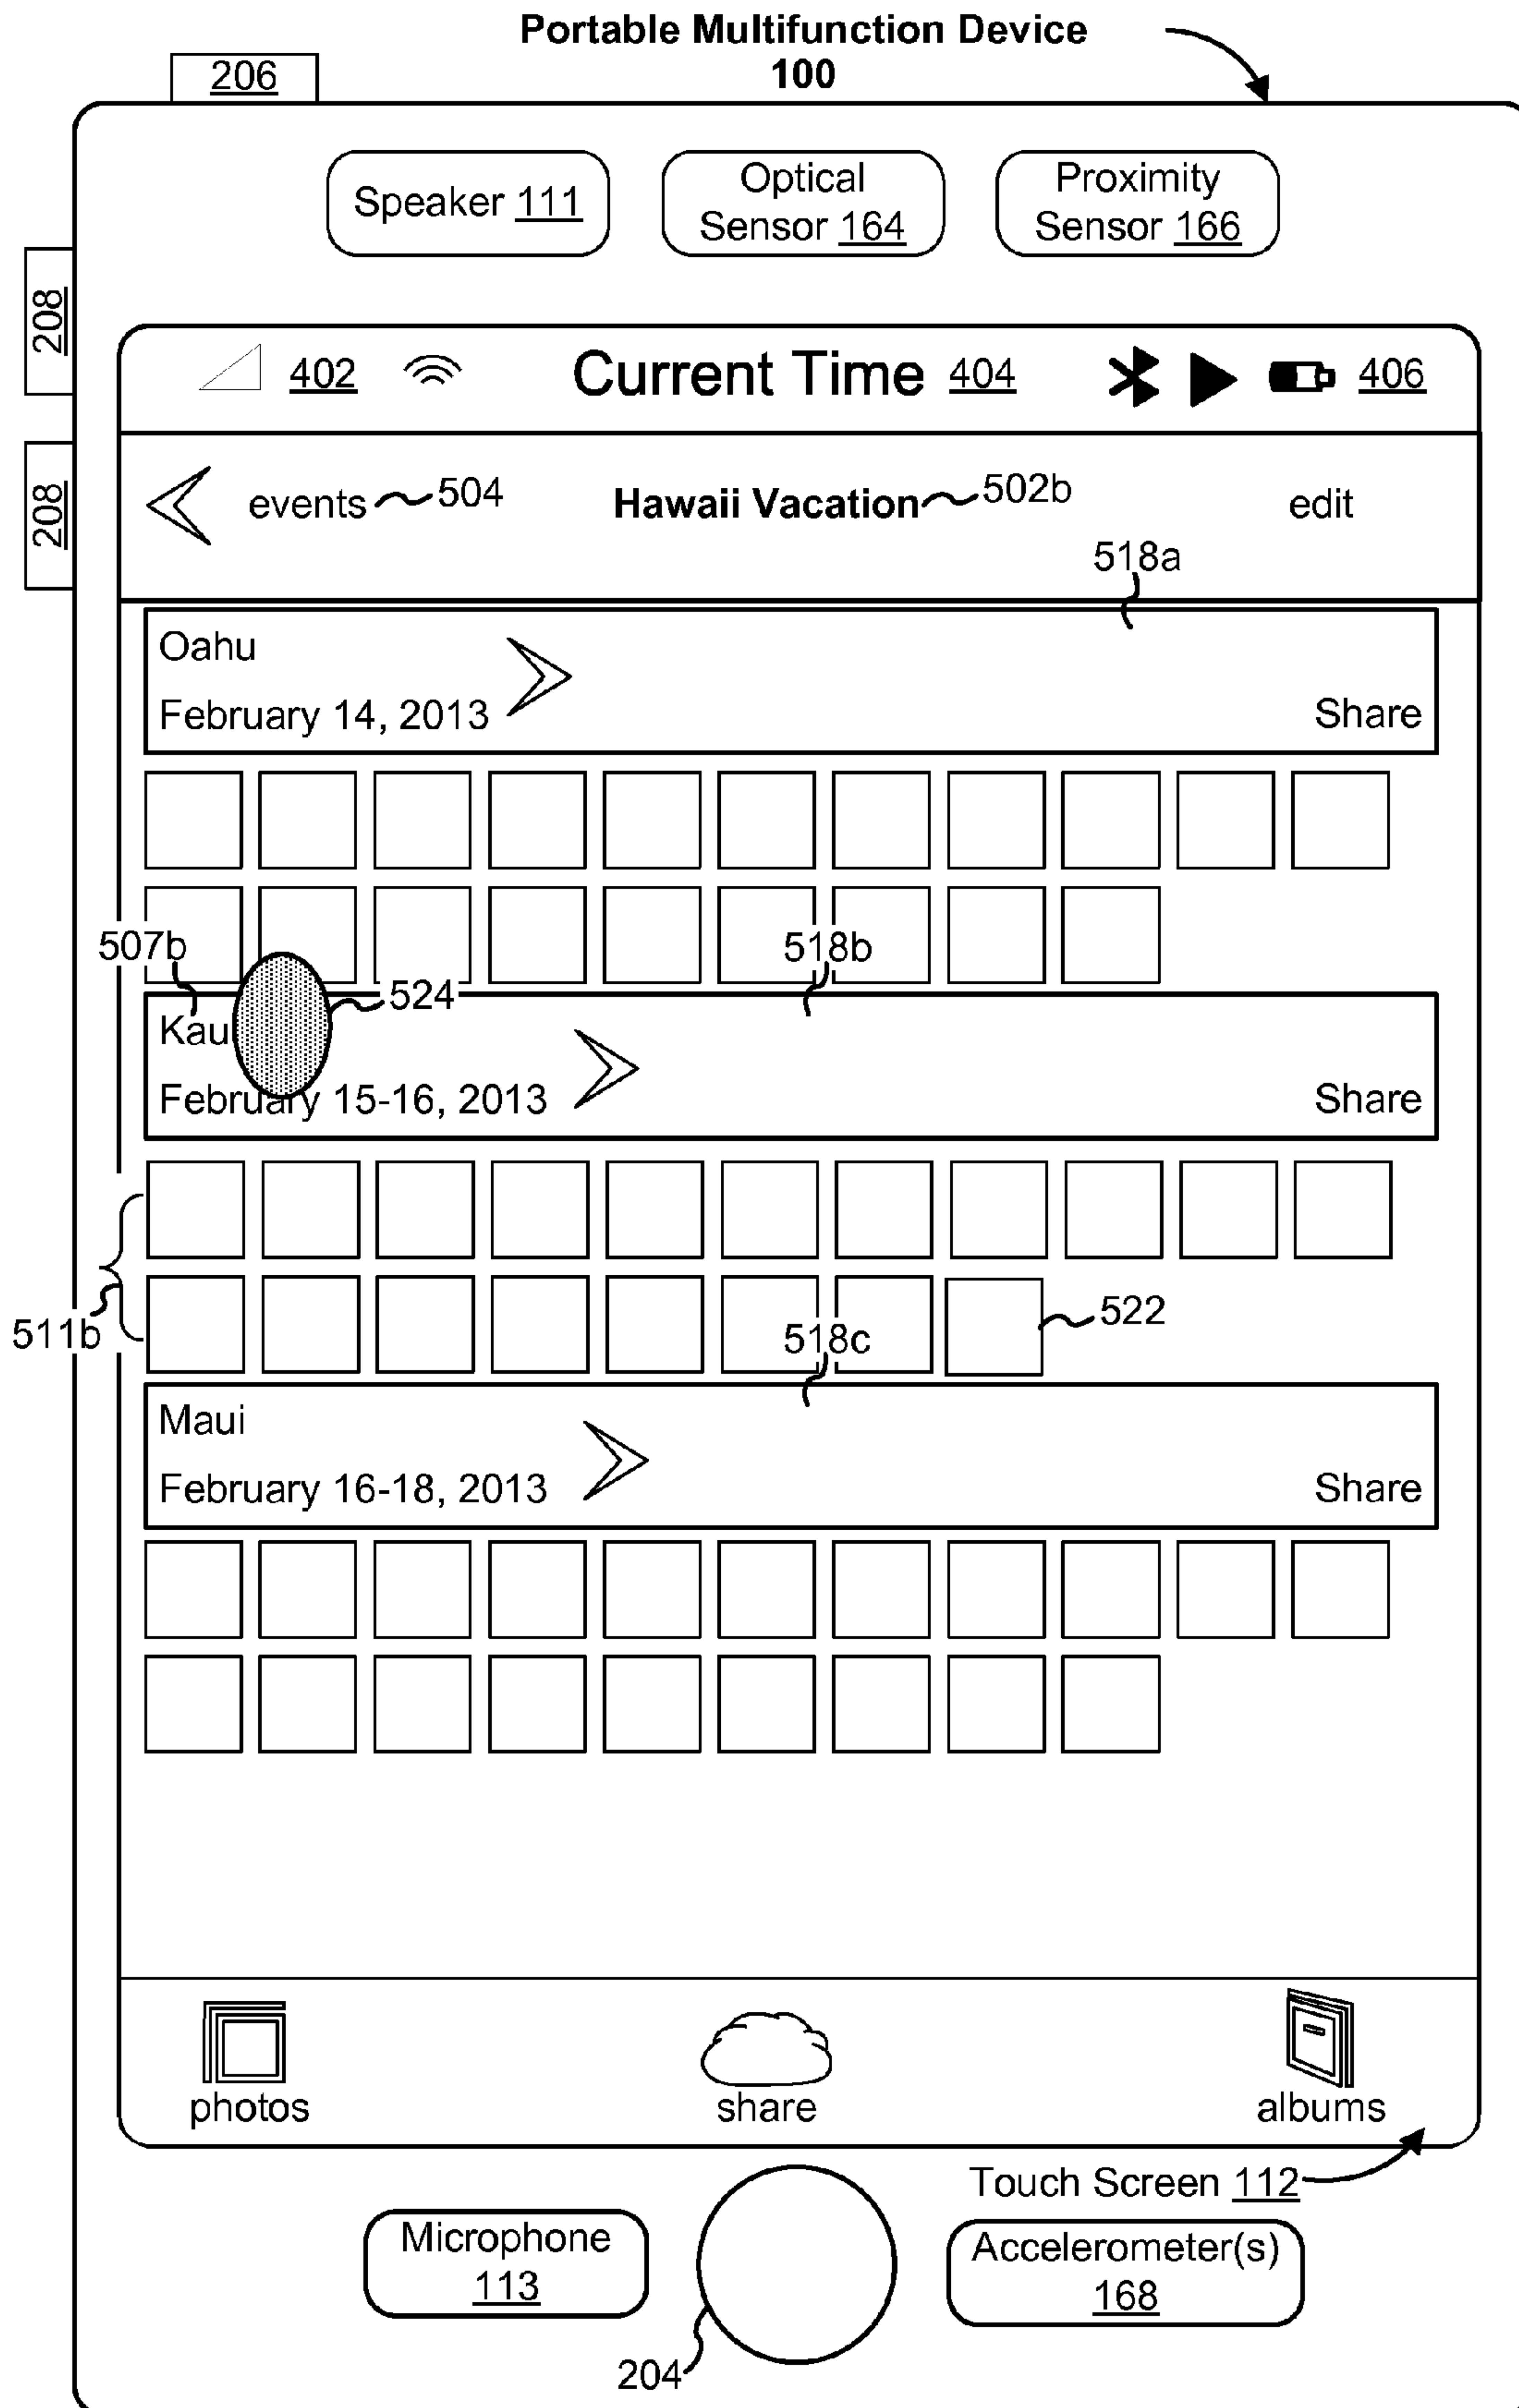 Portable Multifunction Device
100
206
Speaker 111
Optical
Sensor 164
Proximity
Sensor 166
208
208
402
Current Time 404
406
events 504
Hawaii Vacation 502b
edit
518a
Oahu
February 14, 2013
Share
507b
518b
524
Kau
February 15-16, 2013
Share
511b
522
518c
Maui
February 16-18, 2013
Share
photos
share
albums
Touch Screen 112
Microphone
113
Accelerometer(s)
168
204